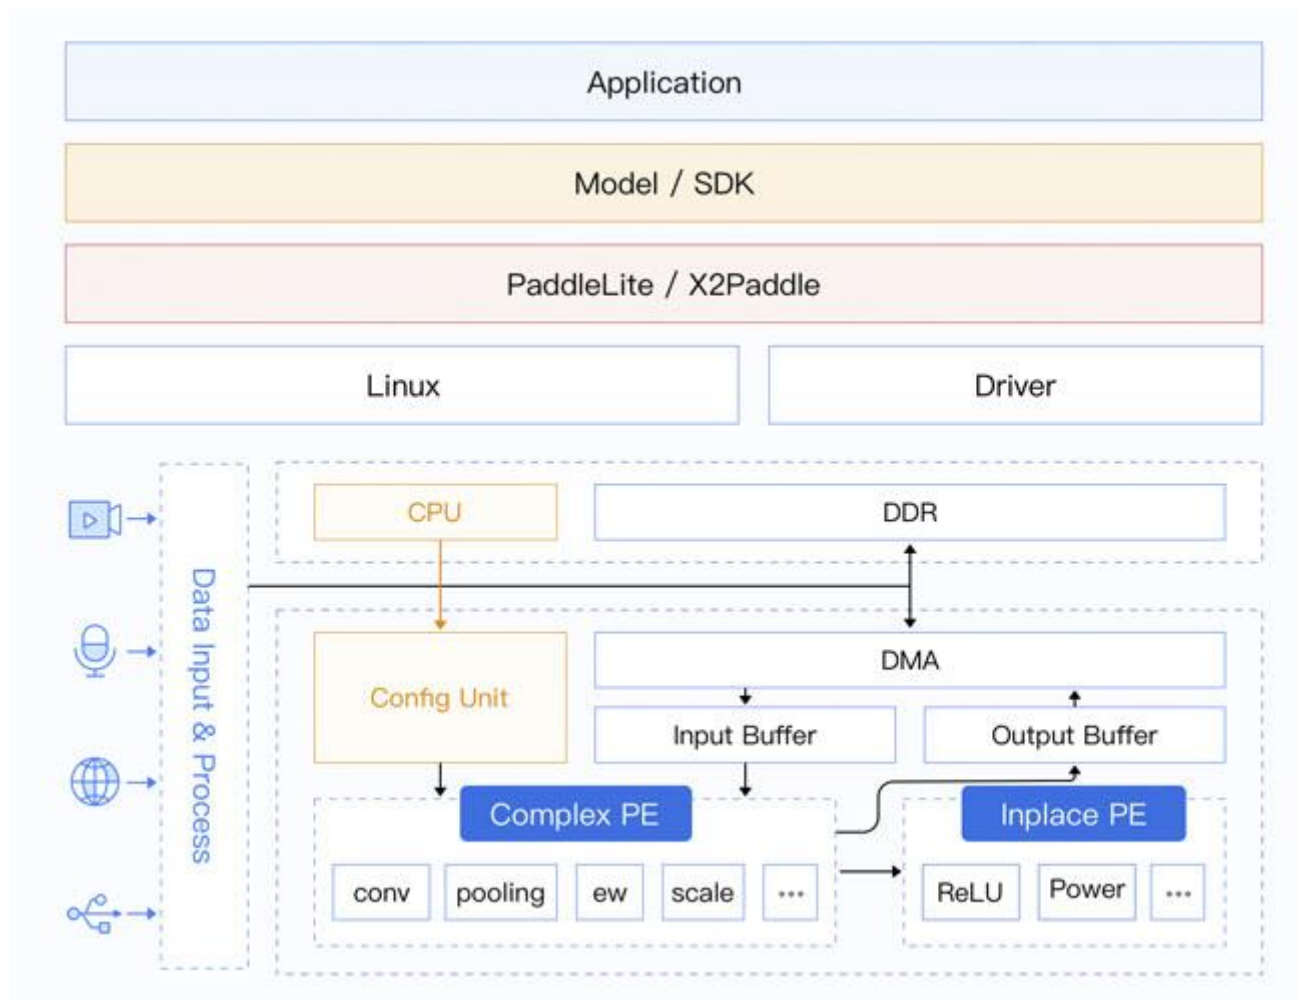 Application
Model / SDK
PaddleLite / X2Paddle
Linux
Driver
Data Input & Process
CPU
DDR
Config Unit
DMA
Input Buffer
Output Buffer
Complex PE
conv
pooling
ew
scale
...
Inplace PE
ReLU
Power
...